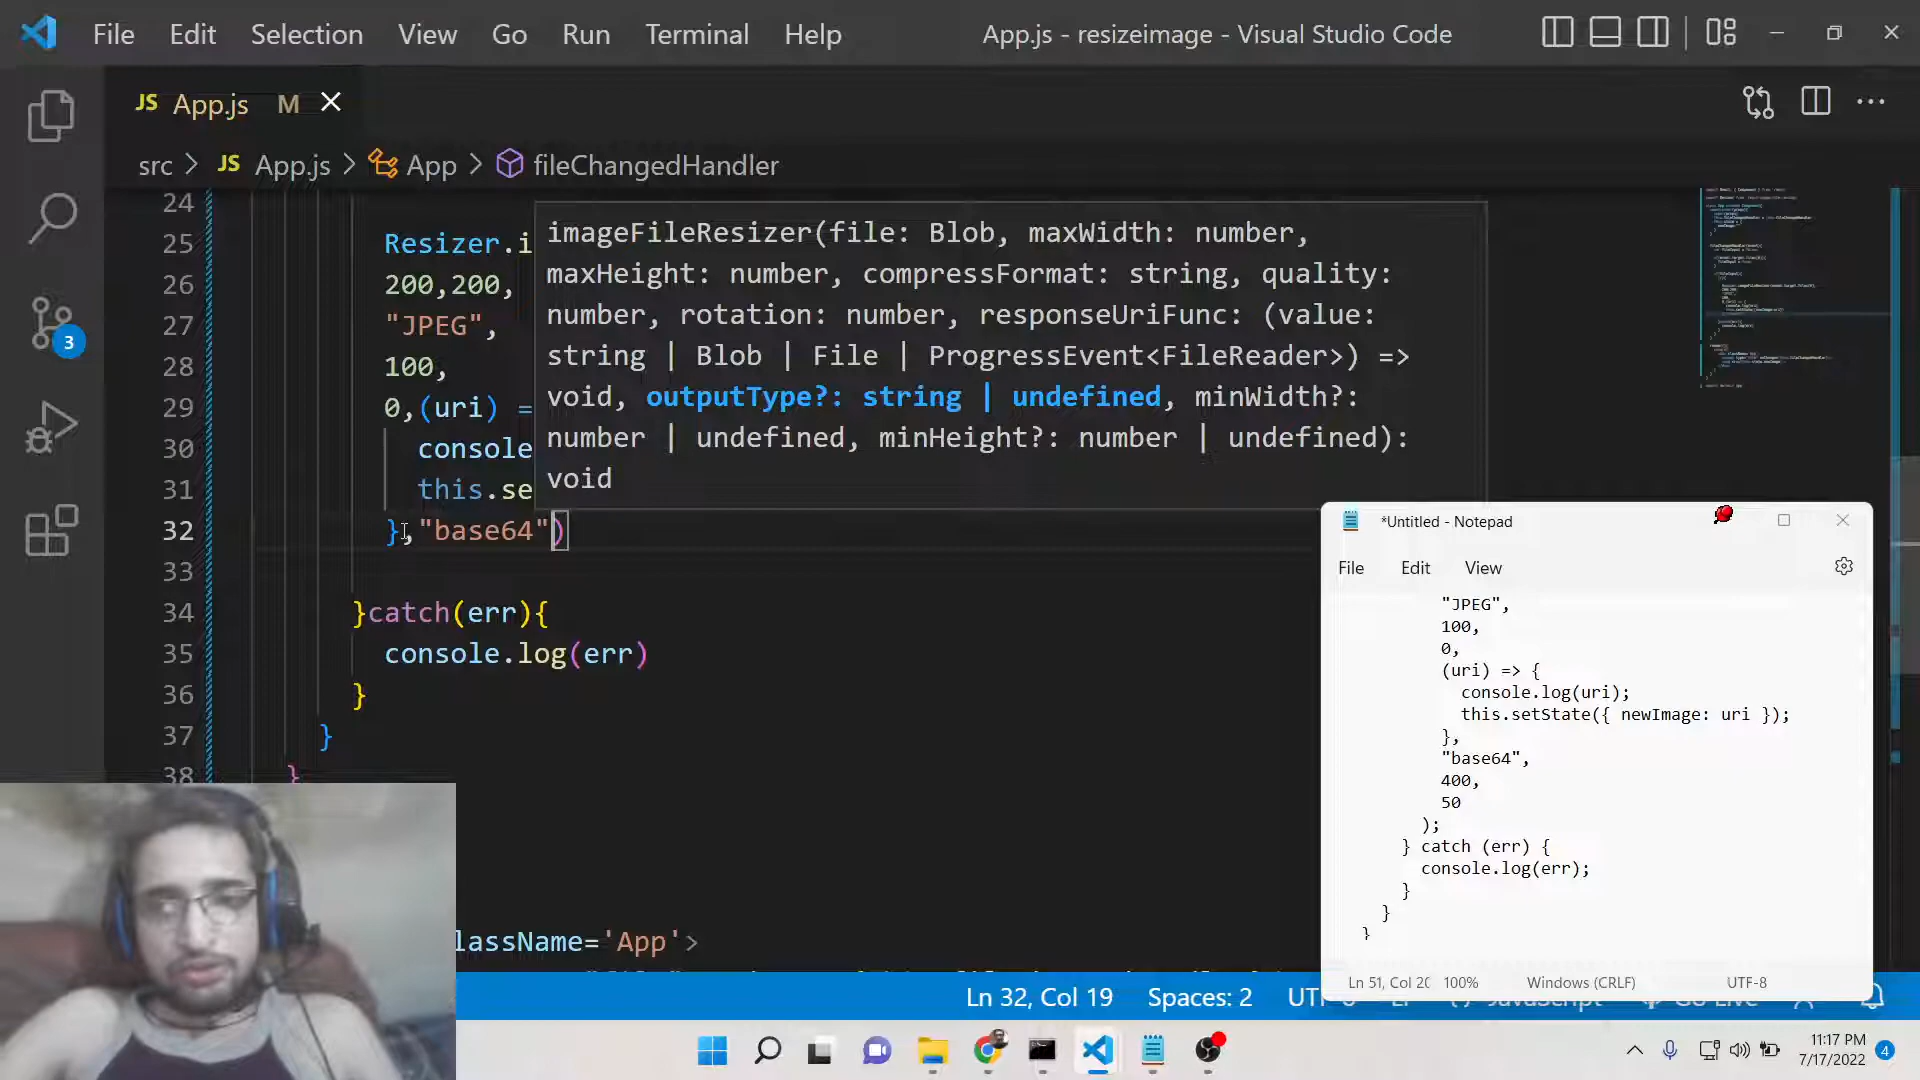 File Edit Selection View Go Run Terminal Help App.js - resizeimage - Visual Studio Code
JS App.js M
src > JS App.js > App > fileChangedHandler
24
25 Resizer.i
26 200,200,
27 "JPEG",
28 100,
29 0,(uri) =
30 console
31 this.se
32 },"base64")
33
34 }catch(err){
35 console.log(err)
36 }
37 }
38 }
imageFileResizer(file: Blob, maxWidth: number,
maxHeight: number, compressFormat: string, quality:
number, rotation: number, responseUriFunc: (value:
string | Blob | File | ProgressEvent<FileReader>) =>
void, outputType?: string | undefined, minWidth?:
number | undefined, minHeight?: number | undefined):
void
lassName='App'>
3
*Untitled - Notepad
File Edit View
"JPEG",
100,
0,
(uri) => {
console.log(uri);
this.setState({ newImage: uri });
},
"base64",
400,
50
);
} catch (err) {
console.log(err);
}
}
}
Ln 51, Col 20 100% Windows (CRLF) UTF-8
Ln 32, Col 19 Spaces: 2
11:17 PM
7/17/2022
4